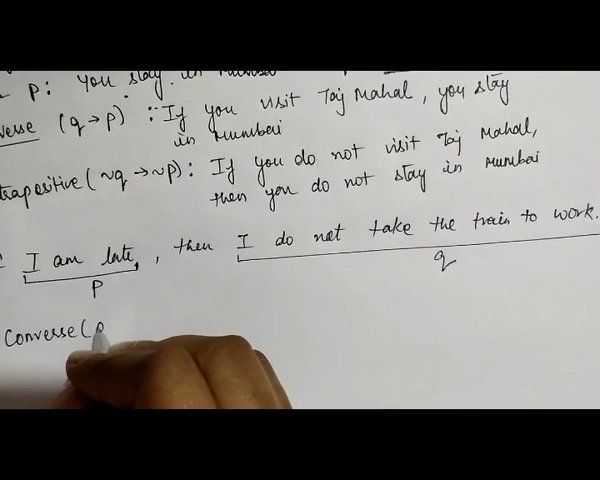 P: You stay in Mumbai
verse (q→p) : If you visit Taj Mahal, you stay
in Mumbai
trapositive (~q→~p): If you do not visit Taj Mahal,
then you do not stay in Mumbai
I am late, then I do not take the train to work.
P q
Converse (